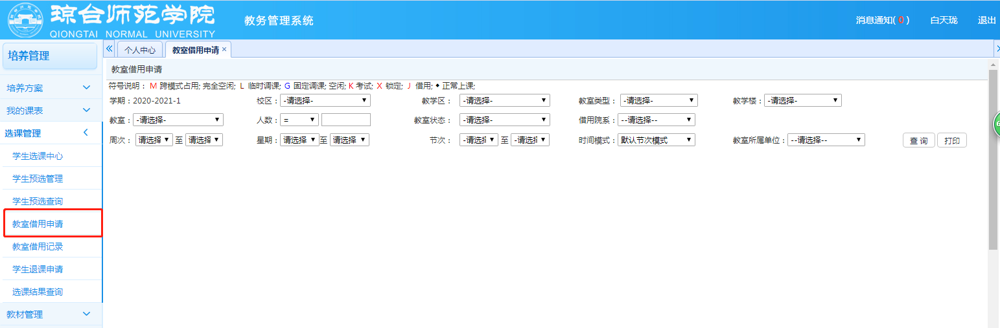 琼台师范学院
QIONGTAI NORMAL UNIVERSITY
教务管理系统
消息通知( 0 )
白天珑
退出
培养管理
培养方案
我的课表
选课管理
学生选课中心
学生预选管理
学生预选查询
教室借用申请
教室借用记录
学生退课申请
选课结果查询
教材管理
个人中心
教室借用申请
教室借用申请
符号说明： M 跨模式占用; 完全空闲; L 临时调课; G 固定调课; 空闲; K 考试; X 锁定; J 借用; ◆ 正常上课;
学期：2020-2021-1 校区：-请选择- 教学区： -请选择- 教室类型： -请选择- 教学楼：-请选择-
教室：-请选择- 人数：= 教室状态： -请选择- 借用院系：--请选择--
周次： 请选择 至 请选择 星期：请选择 至 请选择 节次： -请选 至 -请选 时间模式：默认节次模式 教室所属单位：--请选择-- 查 询 打印